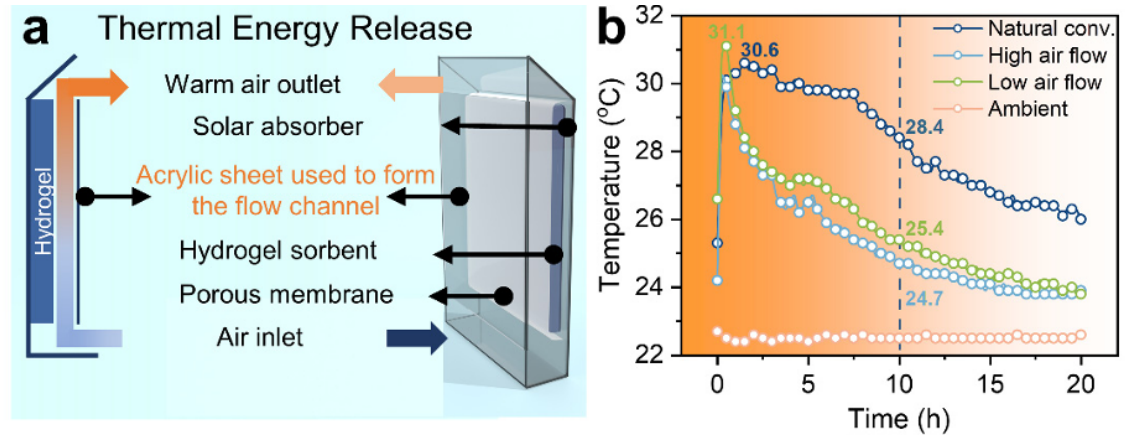 a
Thermal Energy Release
Warm air outlet
Solar absorber
Acrylic sheet used to form
the flow channel
Hydrogel sorbent
Porous membrane
Air inlet
Hydrogel
b
Temperature (°C)
32
30
28
26
24
22
31.1
30.6
28.4
25.4
24.7
Natural conv.
High air flow
Low air flow
Ambient
0
5
10
15
20
Time (h)